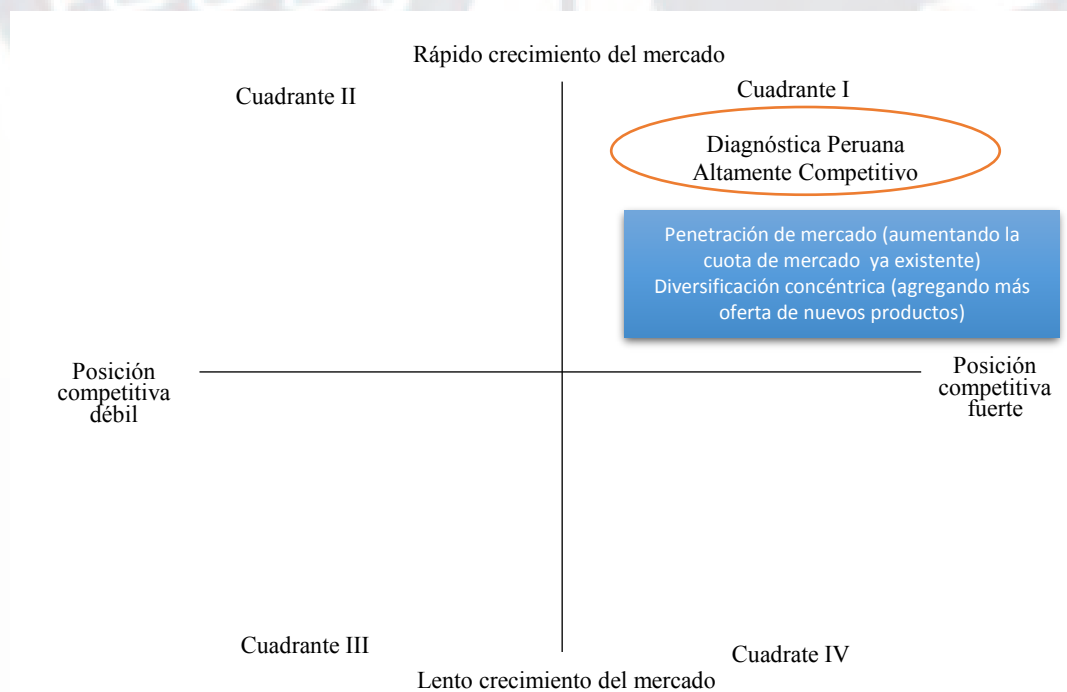 Rápido crecimiento del mercado
Cuadrante II
Cuadrante I
Diagnóstica Peruana
Altamente Competitivo
Penetración de mercado (aumentando la
cuota de mercado ya existente)
Diversificación concéntrica (agregando más
oferta de nuevos productos)
Posición
competitiva
débil
Posición
competitiva
fuerte
Cuadrante III
Cuadrate IV
Lento crecimiento del mercado